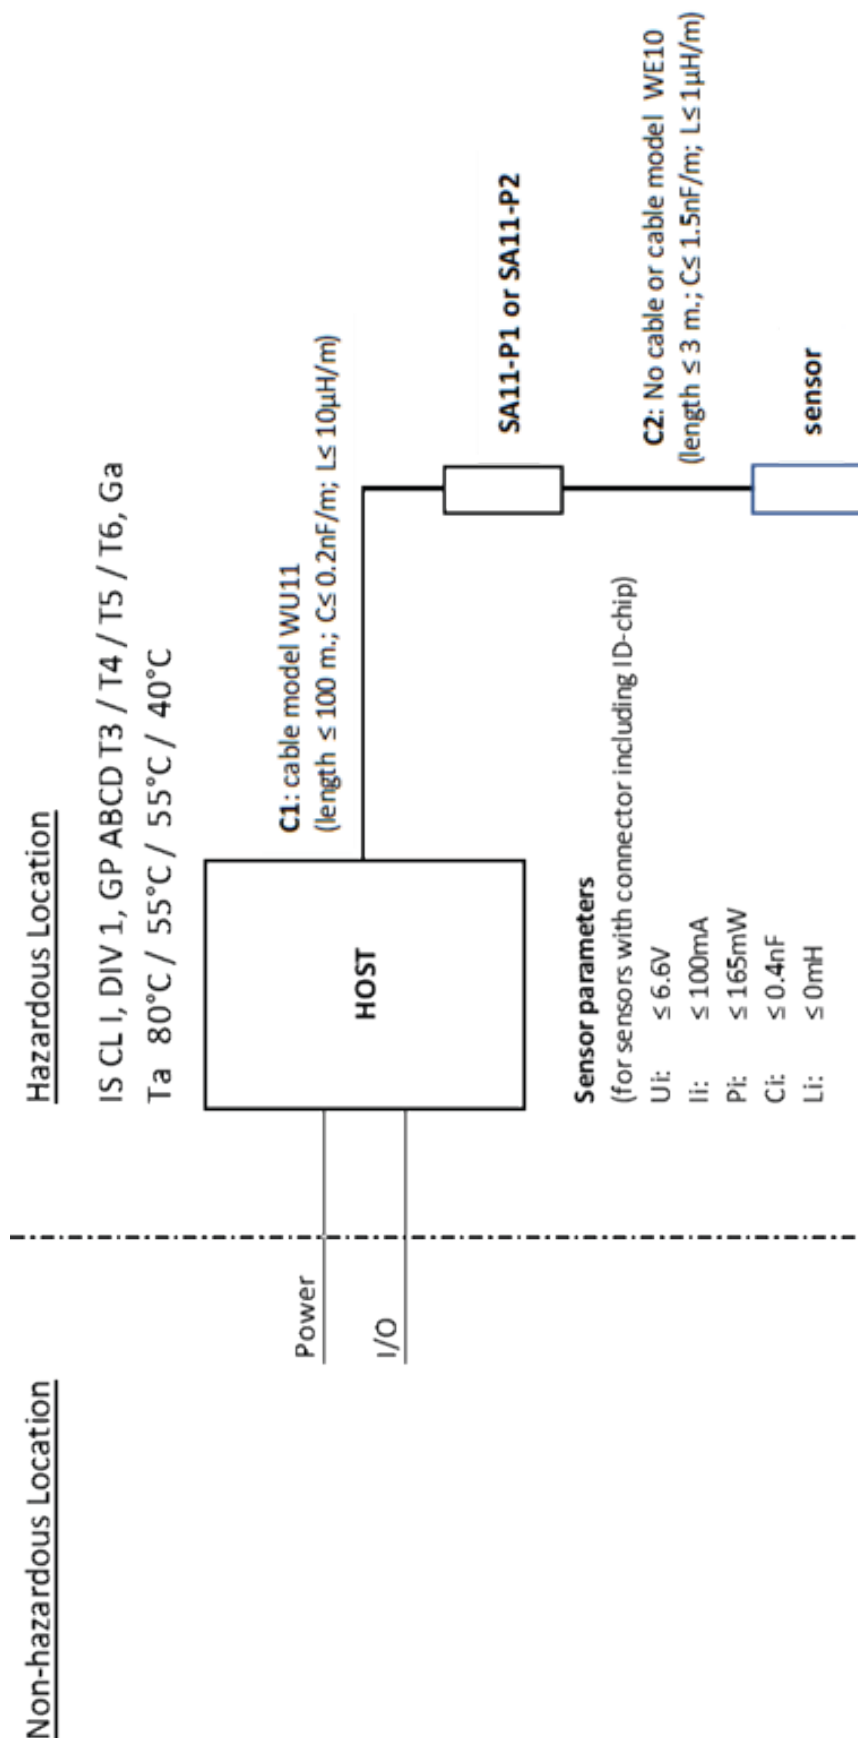 Non-hazardous Location
Hazardous Location
IS CL I, DIV 1, GP ABCD T3 / T4 / T5 / T6, Ga
Ta 80°C / 55°C / 55°C / 40°C
Power
I/O
HOST
C1: cable model WU11
(length ≤ 100 m.; C≤ 0.2nF/m; L≤ 10µH/m)
SA11-P1 or SA11-P2
C2: No cable or cable model WE10
(length ≤ 3 m.; C≤ 1.5nF/m; L≤ 1µH/m)
sensor
Sensor parameters
(for sensors with connector including ID-chip)
Ui: ≤ 6.6V
Ii: ≤ 100mA
Pi: ≤ 165mW
Ci: ≤ 0.4nF
Li: ≤ 0mH